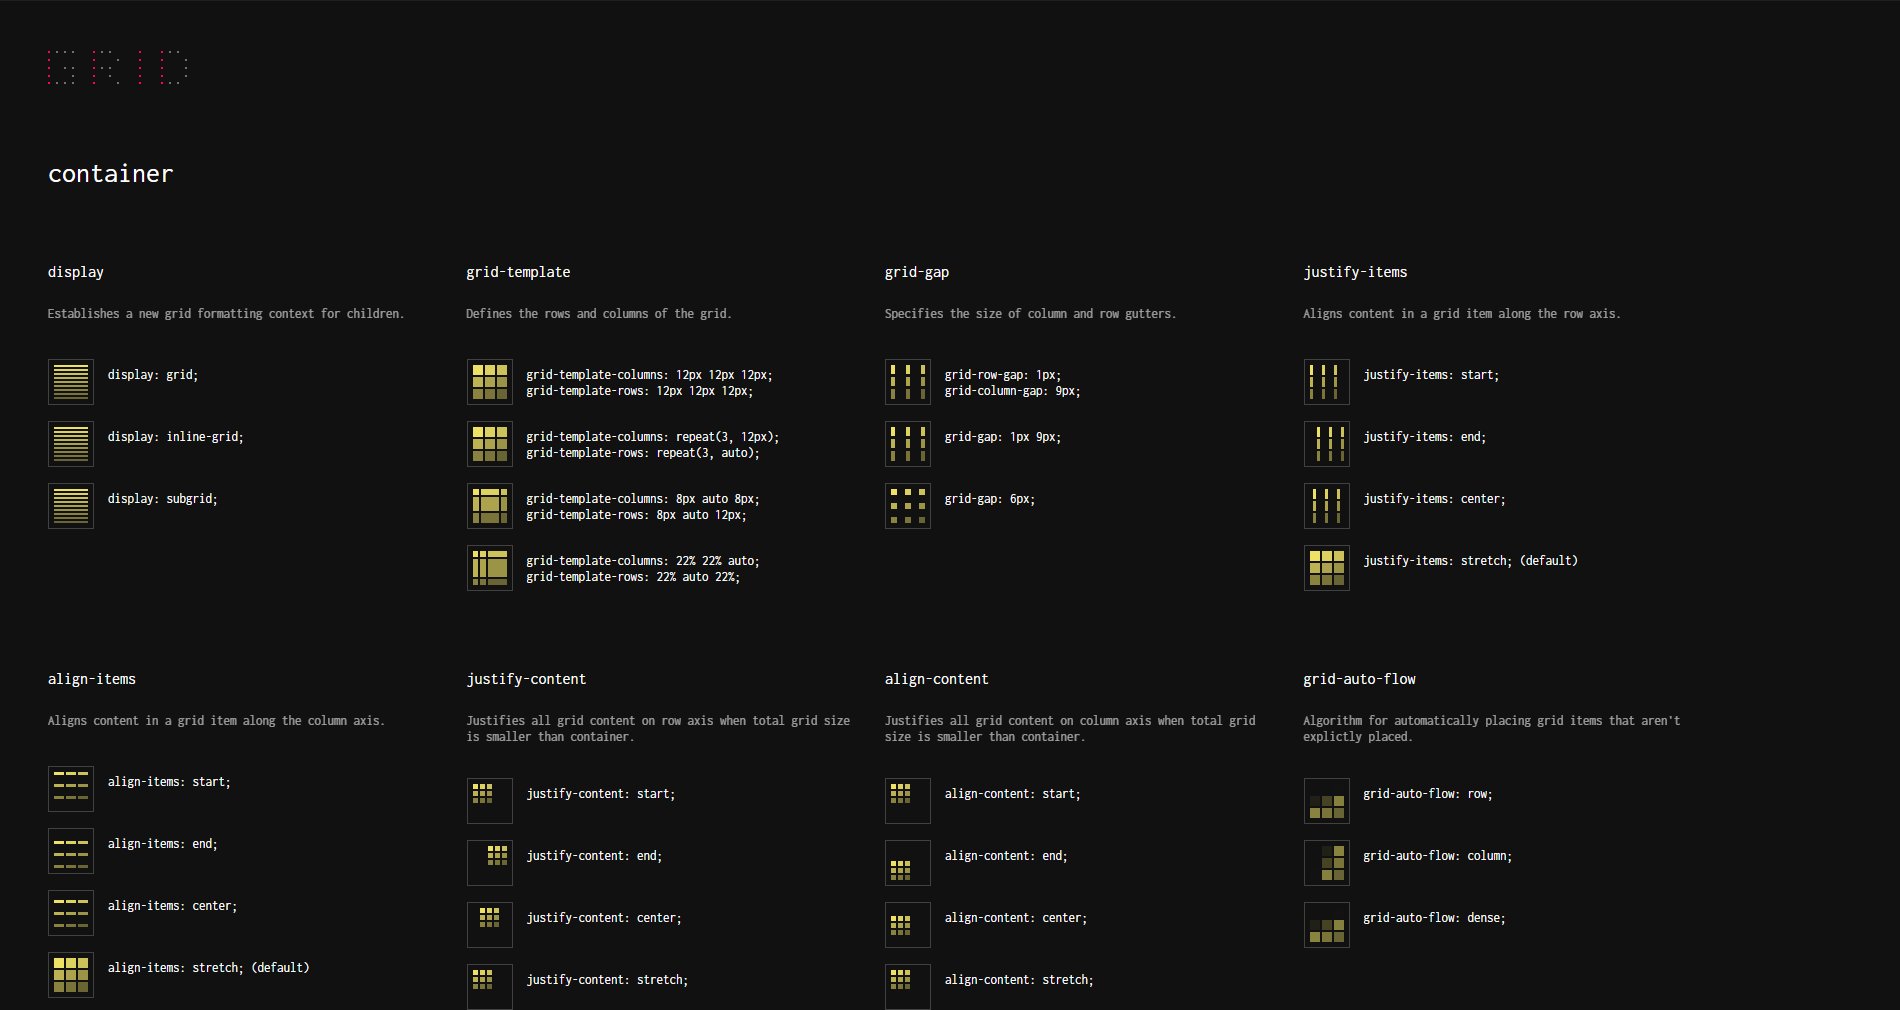 GRID
container
display
Establishes a new grid formatting context for children.
display: grid;
display: inline-grid;
display: subgrid;
grid-template
Defines the rows and columns of the grid.
grid-template-columns: 12px 12px 12px;
grid-template-rows: 12px 12px 12px;
grid-template-columns: repeat(3, 12px);
grid-template-rows: repeat(3, auto);
grid-template-columns: 8px auto 8px;
grid-template-rows: 8px auto 12px;
grid-template-columns: 22% 22% auto;
grid-template-rows: 22% auto 22%;
grid-gap
Specifies the size of column and row gutters.
grid-row-gap: 1px;
grid-column-gap: 9px;
grid-gap: 1px 9px;
grid-gap: 6px;
justify-items
Aligns content in a grid item along the row axis.
justify-items: start;
justify-items: end;
justify-items: center;
justify-items: stretch; (default)
align-items
Aligns content in a grid item along the column axis.
align-items: start;
align-items: end;
align-items: center;
align-items: stretch; (default)
justify-content
Justifies all grid content on row axis when total grid size
is smaller than container.
justify-content: start;
justify-content: end;
justify-content: center;
justify-content: stretch;
align-content
Justifies all grid content on column axis when total grid
size is smaller than container.
align-content: start;
align-content: end;
align-content: center;
align-content: stretch;
grid-auto-flow
Algorithm for automatically placing grid items that aren't
explictly placed.
grid-auto-flow: row;
grid-auto-flow: column;
grid-auto-flow: dense;